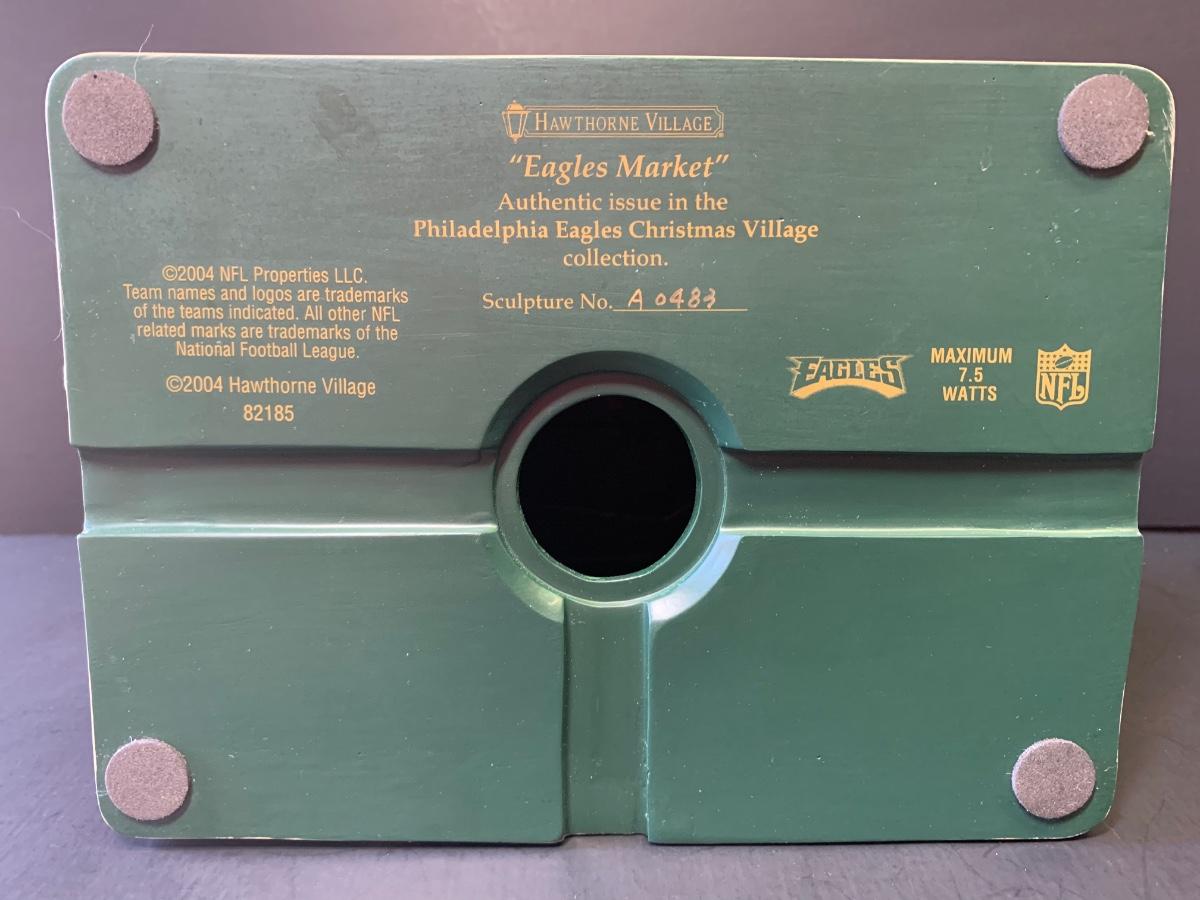 HAWTHORNE VILLAGE
"Eagles Market"
Authentic issue in the
Philadelphia Eagles Christmas Village
collection.
Sculpture No. A0483
©2004 NFL Properties LLC.
Team names and logos are trademarks
of the teams indicated. All other NFL
related marks are trademarks of the
National Football League.
©2004 Hawthorne Village
82185
EAGLES
MAXIMUM
7.5
WATTS
NFL